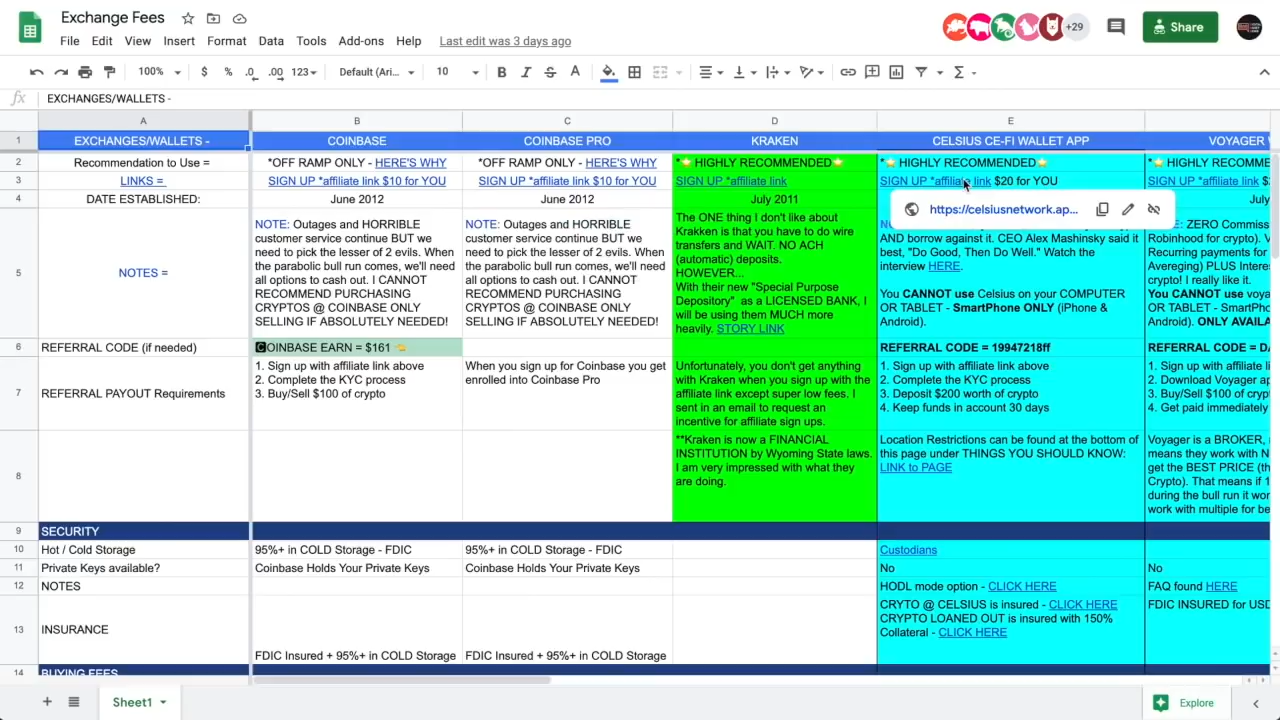 Exchange Fees
+29
Share
File Edit View Insert Format Data Tools Add-ons Help Last edit was 3 days ago
100% $ % .0 .00 123 Default (Ari... 10 B I S A
fx EXCHANGES/WALLETS -
A B C D E
1 EXCHANGES/WALLETS - COINBASE COINBASE PRO KRAKEN CELSIUS CE-FI WALLET APP VOYAGER
2 Recommendation to Use = *OFF RAMP ONLY - HERE'S WHY *OFF RAMP ONLY - HERE'S WHY *⭐ HIGHLY RECOMMENDED⭐ *⭐ HIGHLY RECOMMENDED⭐ *⭐ HIGHLY RECOMME
3 LINKS = SIGN UP *affiliate link $10 for YOU SIGN UP *affiliate link $10 for YOU SIGN UP *affiliate link SIGN UP *affiliate link $20 for YOU SIGN UP *affiliate link
4 DATE ESTABLISHED: June 2012 June 2012 July 2011 July
https://celsiusnetwork.ap...
5 NOTES =
NOTE: Outages and HORRIBLE
customer service continue BUT we
need to pick the lesser of 2 evils. When
the parabolic bull run comes, we'll need
all options to cash out. I CANNOT
RECOMMEND PURCHASING
CRYPTOS @ COINBASE ONLY
SELLING IF ABSOLUTELY NEEDED!
NOTE: Outages and HORRIBLE
customer service continue BUT we
need to pick the lesser of 2 evils. When
the parabolic bull run comes, we'll need
all options to cash out. I CANNOT
RECOMMEND PURCHASING
CRYPTOS @ COINBASE ONLY
SELLING IF ABSOLUTELY NEEDED!
The ONE thing I don't like about
Krakken is that you have to do wire
transfers and WAIT. NO ACH
(automatic) deposits.
HOWEVER...
With their new "Special Purpose
Depository" as a LICENSED BANK, I
will be using them MUCH more
heavily. STORY LINK
AND borrow against it. CEO Alex Mashinsky said it
best, "Do Good, Then Do Well." Watch the
interview HERE.
You CANNOT use Celsius on your COMPUTER
OR TABLET - SmartPhone ONLY (iPhone &
Android).
NOTE: ZERO Commiss
Robinhood for crypto). V
Recurring payments for
Avereging) PLUS Interes
crypto! I really like it.
You CANNOT use voya
OR TABLET - SmartPho
Android). ONLY AVAILA
6 REFERRAL CODE (if needed) COINBASE EARN = $161 REFERRAL CODE = 19947218ff REFERRAL CODE = DA
7 REFERRAL PAYOUT Requirements
1. Sign up with affiliate link above
2. Complete the KYC process
3. Buy/Sell $100 of crypto
When you sign up for Coinbase you get
enrolled into Coinbase Pro
Unfortunately, you don't get anything
with Kraken when you sign up with the
affiliate link except super low fees. I
sent in an email to request an
incentive for affiliate sign ups.
1. Sign up with affiliate link above
2. Complete the KYC process
3. Deposit $200 worth of crypto
4. Keep funds in account 30 days
1. Sign up with affiliate li
2. Download Voyager ap
3. Buy/Sell $100 of crypt
4. Get paid immediately
8
**Kraken is now a FINANCIAL
INSTITUTION by Wyoming State laws.
I am very impressed with what they
are doing.
Location Restrictions can be found at the bottom of
this page under THINGS YOU SHOULD KNOW:
LINK to PAGE
Voyager is a BROKER,
means they work with N
get the BEST PRICE (th
Crypto). That means if 1
during the bull run it wor
work with multiple for be
9 SECURITY
10 Hot / Cold Storage 95%+ in COLD Storage - FDIC 95%+ in COLD Storage - FDIC Custodians
11 Private Keys available? Coinbase Holds Your Private Keys Coinbase Holds Your Private Keys No No
12 NOTES HODL mode option - CLICK HERE FAQ found HERE
13 INSURANCE
FDIC Insured + 95%+ in COLD Storage FDIC Insured + 95%+ in COLD Storage
CRYTO @ CELSIUS is insured - CLICK HERE
CRYPTO LOANED OUT is insured with 150%
Collateral - CLICK HERE
FDIC INSURED for USD
14 BUYING FEES
Sheet1
Explore